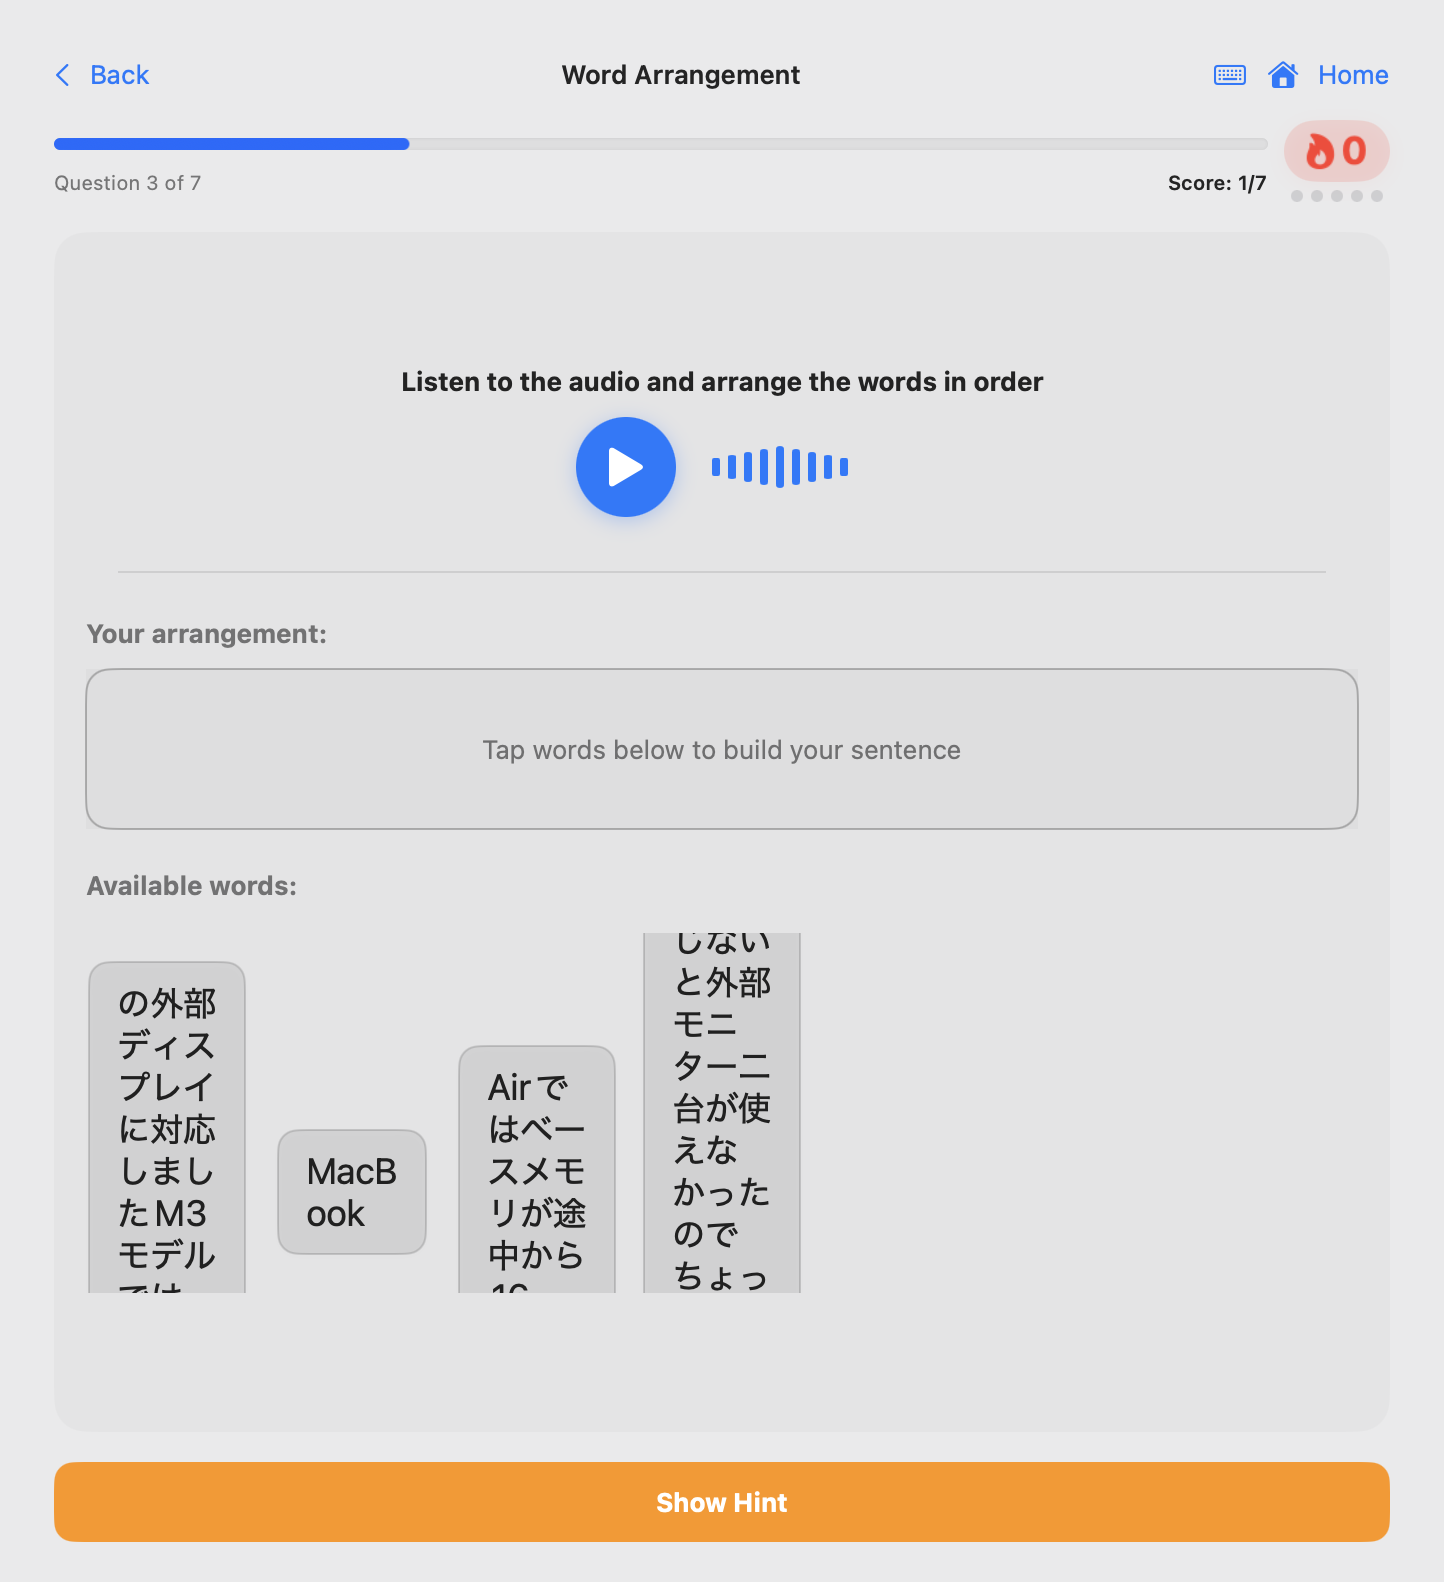 Back
Word Arrangement
Home
0
Question 3 of 7
Score: 1/7
Listen to the audio and arrange the words in order
Your arrangement:
Tap words below to build your sentence
Available words:
の外部
ディス
プレイ
に対応
しまし
たM3
モデル
では
MacB
ook
Airで
はベー
スメモ
リが途
中から
16
しない
と外部
モニ
ター二
台が使
えな
かった
ので
ちょっ
Show Hint